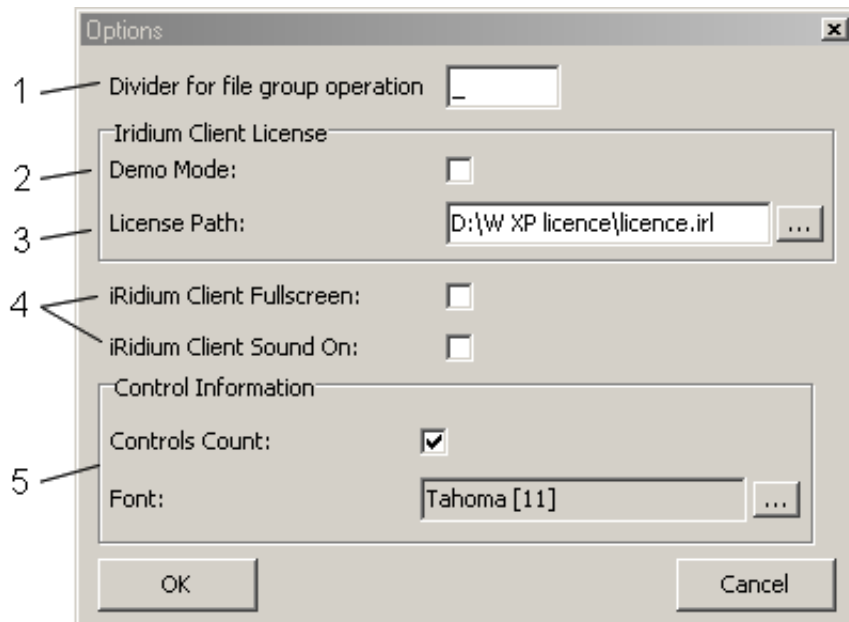 Options
1 Divider for file group operation _
Iridium Client License
2 Demo Mode:
3 License Path: D:\W XP licence\licence.irl ...
4 iRidium Client Fullscreen:
iRidium Client Sound On:
Control Information
Controls Count:
5 Font: Tahoma [11] ...
OK Cancel